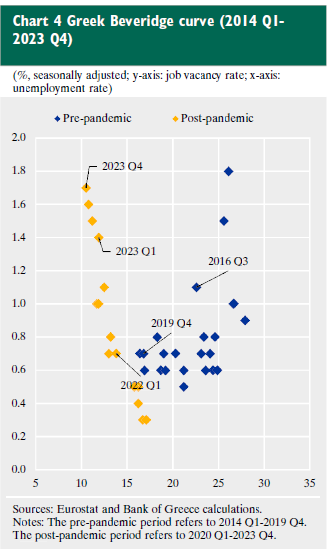 Chart 4 Greek Beveridge curve (2014 Q1-
2023 Q4)
(%, seasonally adjusted; y-axis: job vacancy rate; x-axis:
unemployment rate)
Pre-pandemic Post-pandemic
2.0
1.8
1.6
1.4
1.2
1.0
0.8
0.6
0.4
0.2
0.0
2023 Q4
2023 Q1
2016 Q3
2019 Q4
2022 Q1
5 10 15 20 25 30 35
Sources: Eurostat and Bank of Greece calculations.
Notes: The pre-pandemic period refers to 2014 Q1-2019 Q4.
The post-pandemic period refers to 2020 Q1-2023 Q4.